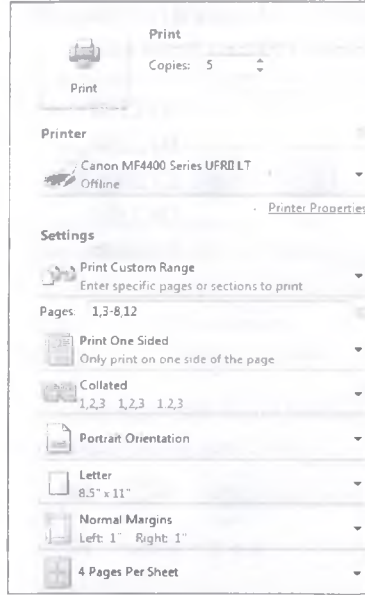 Print
Copies: 5
Print
Printer
Canon MF4400 Series UFRII LT
Offline
Printer Properties
Settings
Print Custom Range
Enter specific pages or sections to print
Pages: 1,3-8,12
Print One Sided
Only print on one side of the page
Collated
1,2,3 1,2,3 1,2,3
Portrait Orientation
Letter
8.5" x 11"
Normal Margins
Left: 1" Right: 1"
4 Pages Per Sheet